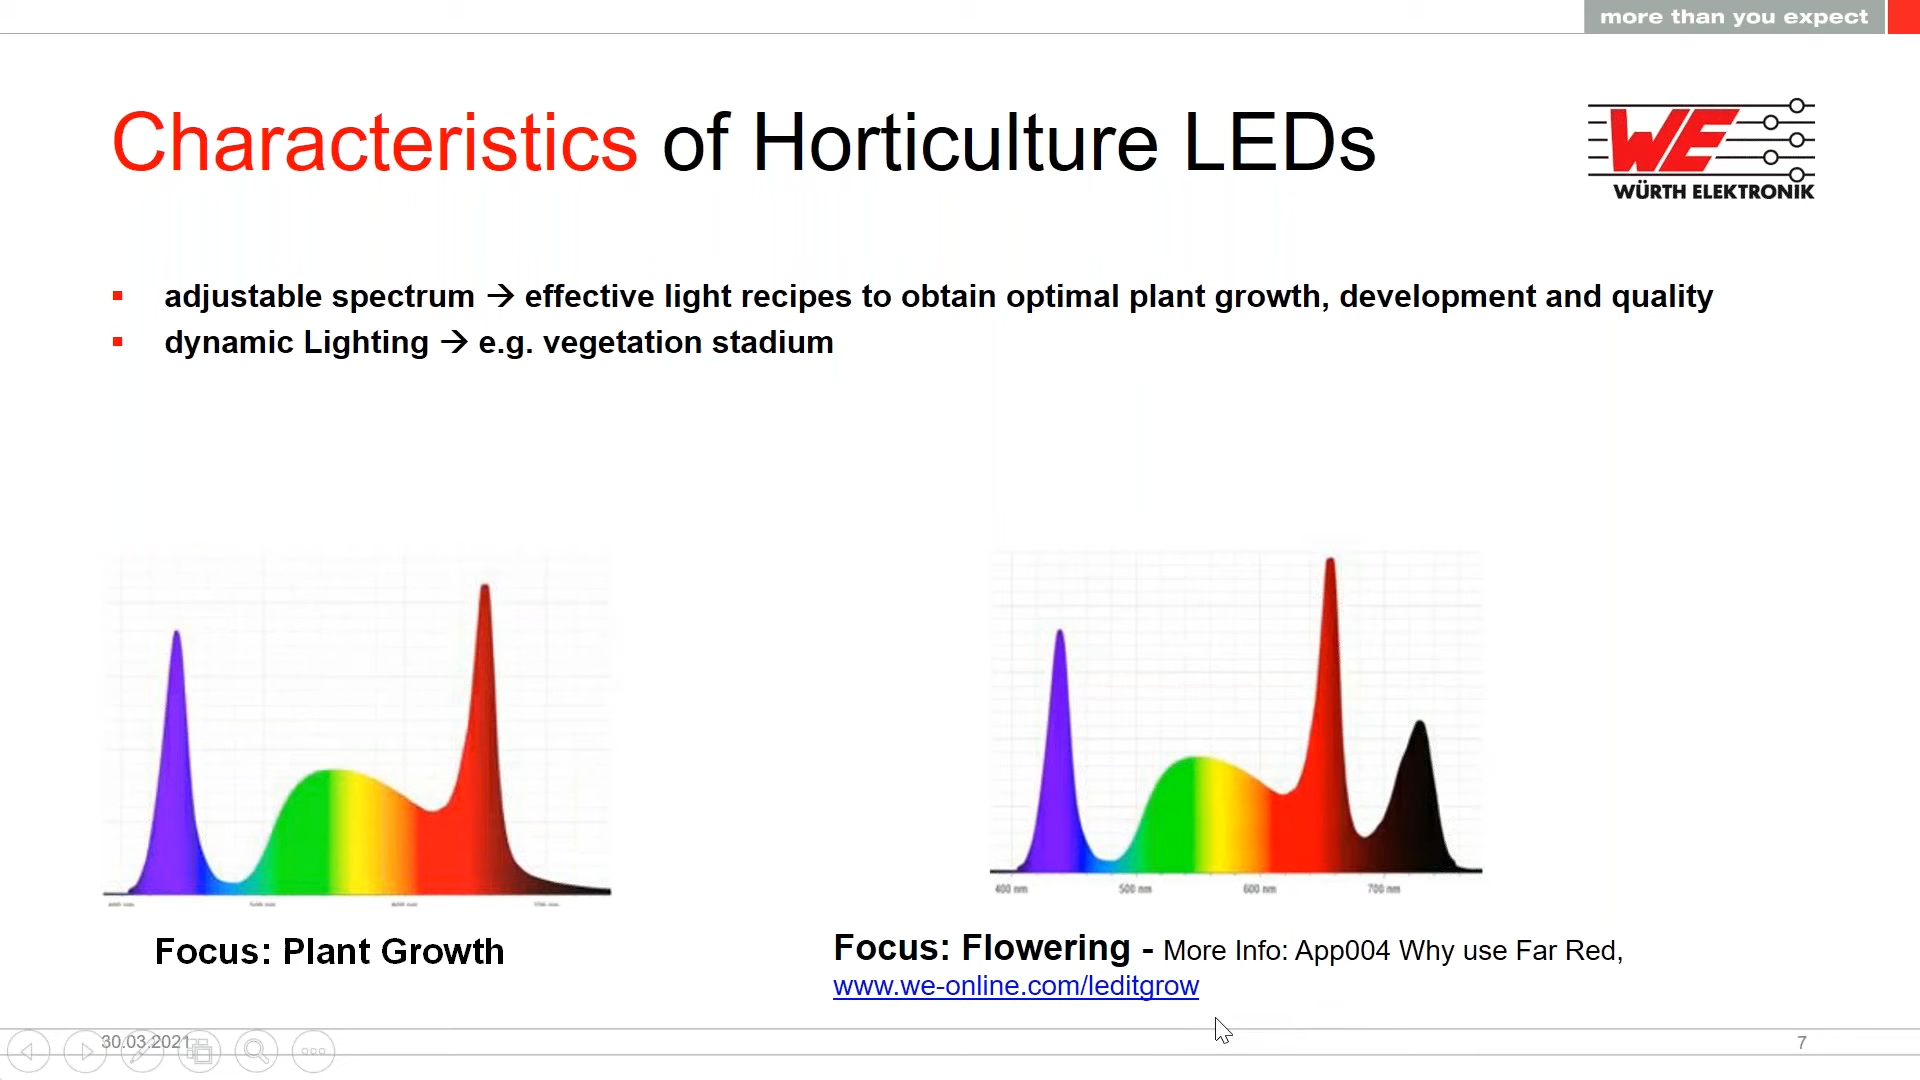 more than you expect
Characteristics of Horticulture LEDs
WE
WÜRTH ELEKTRONIK
adjustable spectrum → effective light recipes to obtain optimal plant growth, development and quality
dynamic Lighting → e.g. vegetation stadium
400 nm 500 nm 600 nm 700 nm
Focus: Plant Growth
Focus: Flowering - More Info: App004 Why use Far Red,
www.we-online.com/leditgrow
30.03.2021
7